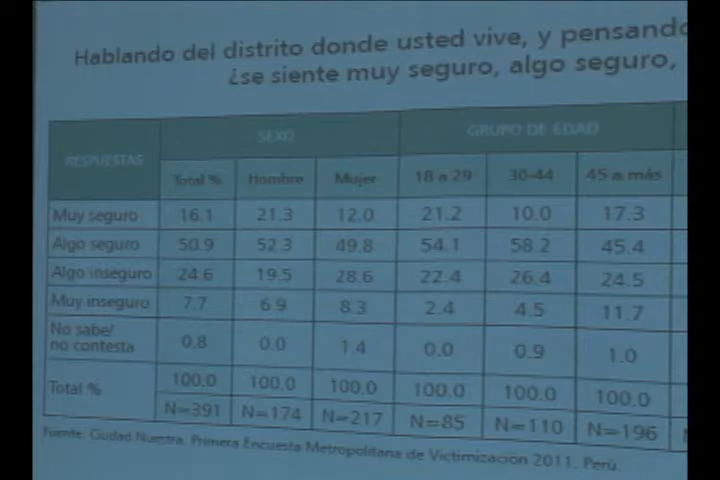 Hablando del distrito donde usted vive, y pensando
¿se siente muy seguro, algo seguro,
RESPUESTAS SEXO GRUPO DE EDAD
Total % Hombre Mujer 18 a 29 30-44 45 a más
Muy seguro 16.1 21.3 12.0 21.2 10.0 17.3
Algo seguro 50.9 52.3 49.8 54.1 58.2 45.4
Algo inseguro 24.6 19.5 28.6 22.4 26.4 24.5
Muy inseguro 7.7 6.9 8.3 2.4 4.5 11.7
No sabe/
no contesta 0.8 0.0 1.4 0.0 0.9 1.0
Total % 100.0 100.0 100.0 100.0 100.0 100.0
N=391 N=174 N=217 N=85 N=110 N=196
Fuente: Ciudad Nuestra. Primera Encuesta Metropolitana de Victimización 2011. Perú.